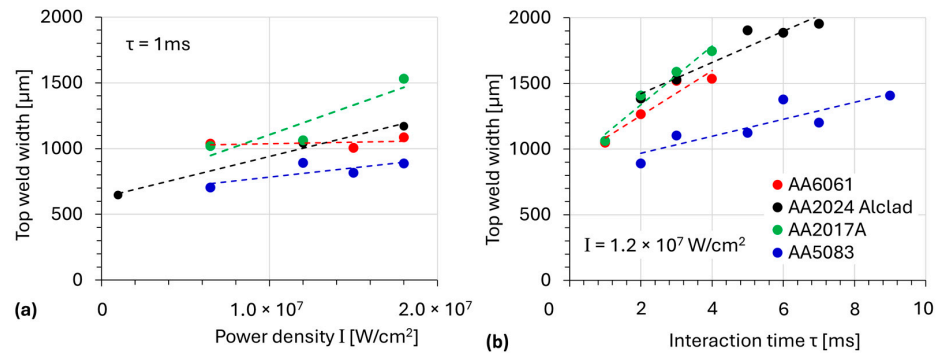 2000
1500
1000
500
0
Top weld width [µm]
τ = 1ms
0
1.0 × 10⁷
2.0 × 10⁷
(a)
Power density I [W/cm²]
2000
1500
1000
500
0
Top weld width [µm]
AA6061
AA2024 Alclad
AA2017A
AA5083
I = 1.2 × 10⁷ W/cm²
0
2
4
6
8
10
(b)
Interaction time τ [ms]